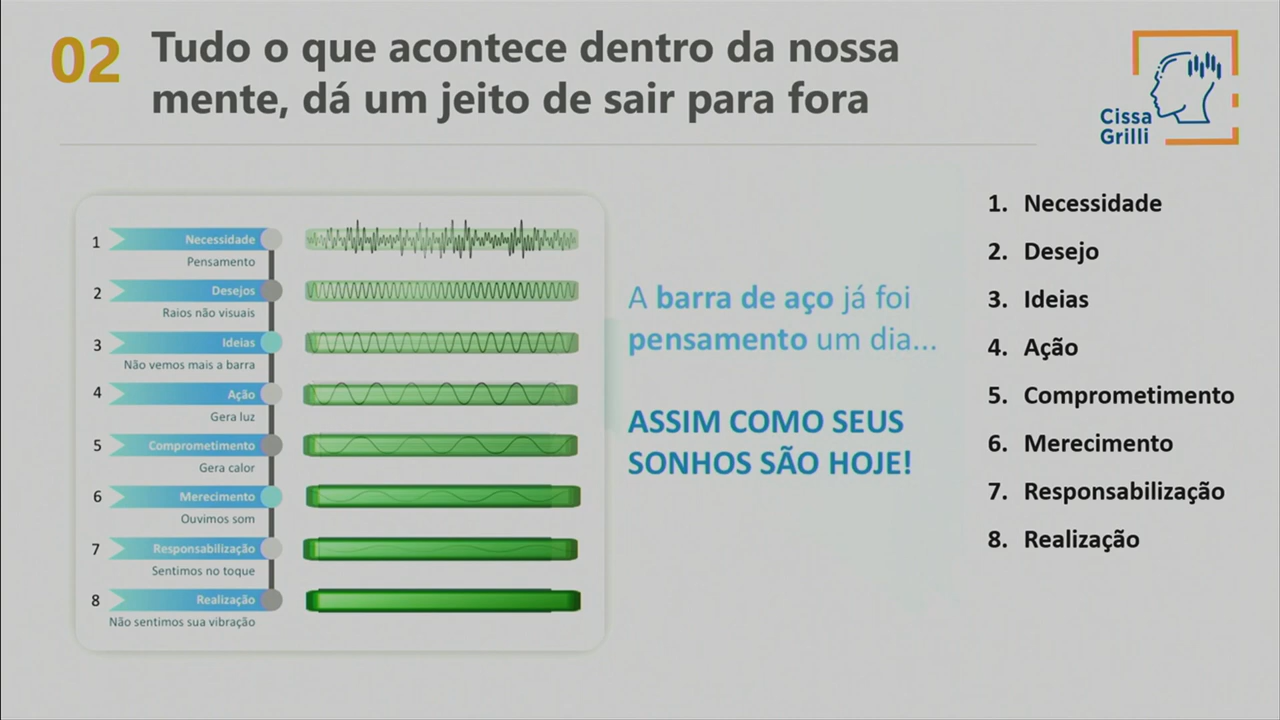 02
Tudo o que acontece dentro da nossa
mente, dá um jeito de sair para fora
Cissa
Grilli
1
Necessidade
Pensamento
2
Desejos
Raios não visuais
3
Ideias
Não vemos mais a barra
4
Ação
Gera luz
5
Comprometimento
Gera calor
6
Merecimento
Ouvimos som
7
Responsabilização
Sentimos no toque
8
Realização
Não sentimos sua vibração
A barra de aço já foi
pensamento um dia...
ASSIM COMO SEUS
SONHOS SÃO HOJE!
1. Necessidade
2. Desejo
3. Ideias
4. Ação
5. Comprometimento
6. Merecimento
7. Responsabilização
8. Realização